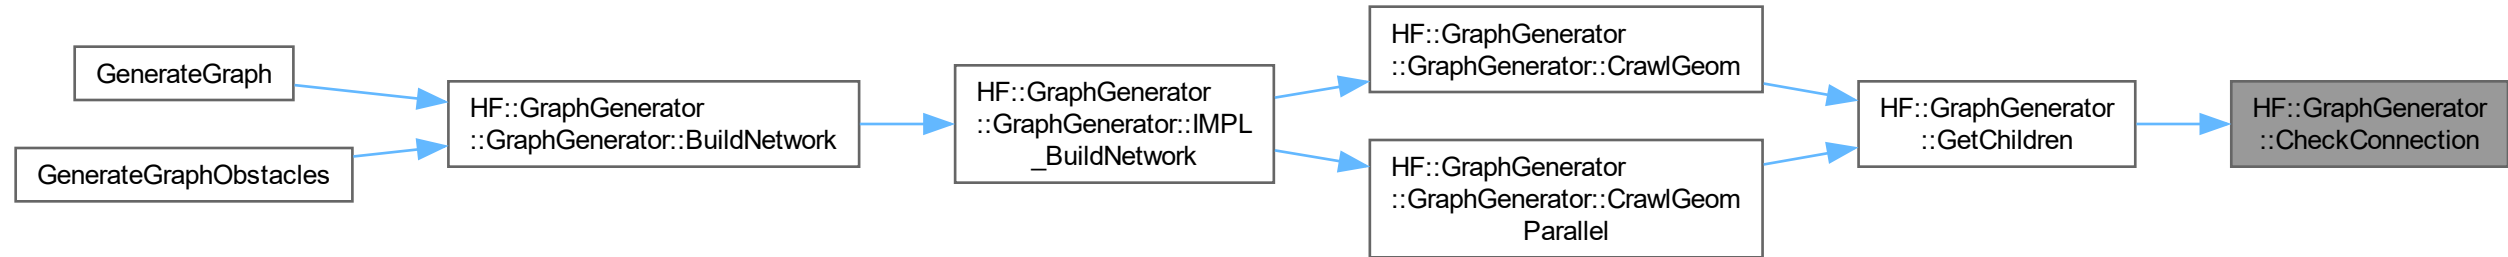 GenerateGraph
GenerateGraphObstacles
HF::GraphGenerator
::GraphGenerator::BuildNetwork
HF::GraphGenerator
::GraphGenerator::IMPL
_BuildNetwork
HF::GraphGenerator
::GraphGenerator::CrawlGeom
HF::GraphGenerator
::GraphGenerator::CrawlGeom
Parallel
HF::GraphGenerator
::GetChildren
HF::GraphGenerator
::CheckConnection